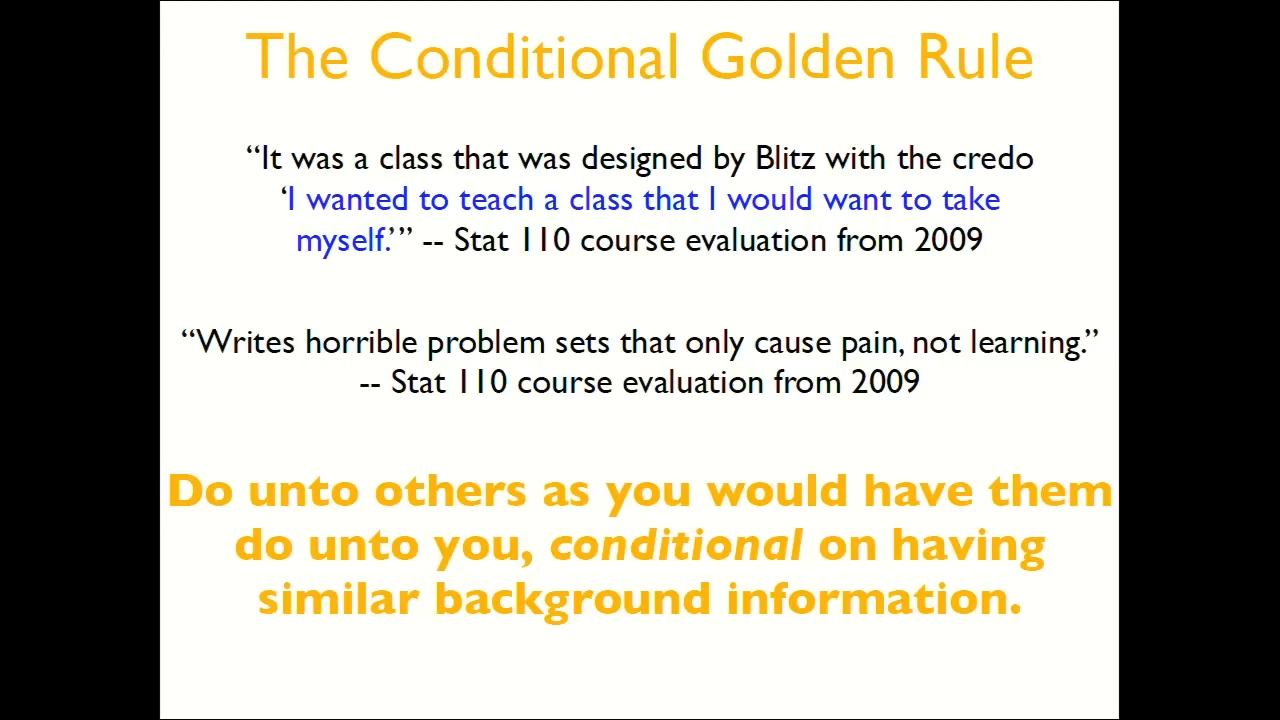 The Conditional Golden Rule
“It was a class that was designed by Blitz with the credo
‘I wanted to teach a class that I would want to take
myself.’” -- Stat 110 course evaluation from 2009
“Writes horrible problem sets that only cause pain, not learning.”
-- Stat 110 course evaluation from 2009
Do unto others as you would have them
do unto you, conditional on having
similar background information.